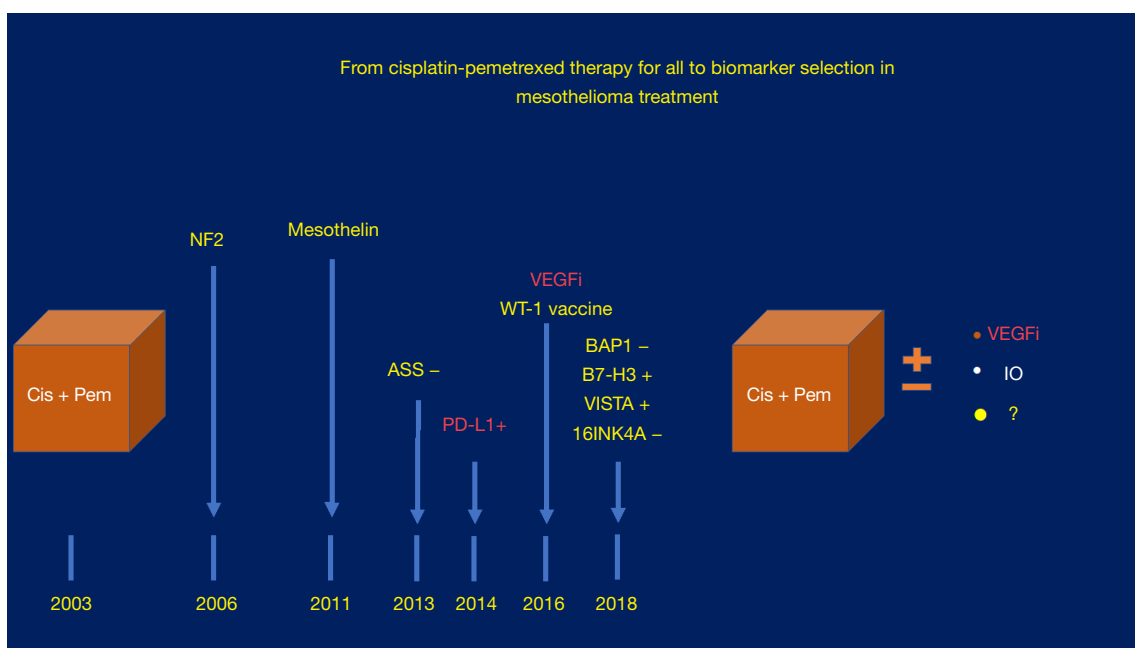 From cisplatin-pemetrexed therapy for all to biomarker selection in
mesothelioma treatment
NF2
Mesothelin
VEGFi
WT-1 vaccine
BAP1 –
B7-H3 +
VISTA +
16INK4A –
ASS –
PD-L1+
Cis + Pem
Cis + Pem
±
• VEGFi
• IO
• ?
2003
2006
2011
2013
2014
2016
2018